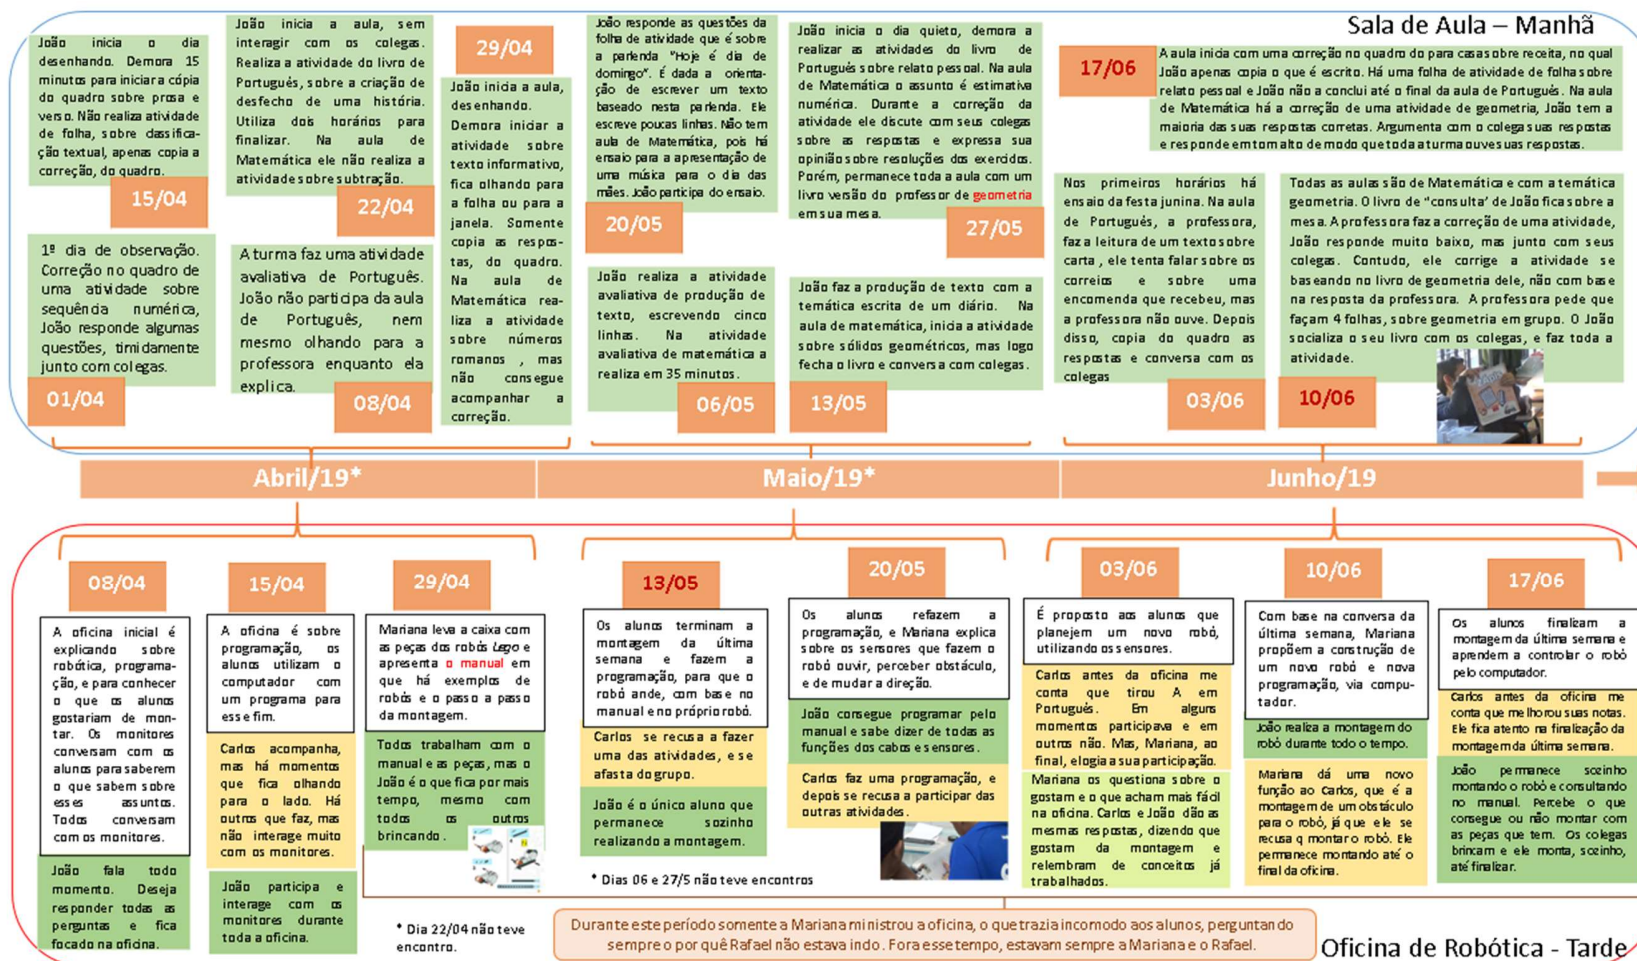 Sala de Aula – Manhã
João inicia o dia
desenhando. Demora 15
minutos para iniciar a cópia
do quadro sobre prosa e
verso. Não realiza atividade
de folha, sobre classifica-
ção textual, apenas copia a
correção, do quadro.
15/04
João inicia a aula, sem
interagir com os colegas.
Realiza a atividade do livro de
Português, sobre a criação de
desfecho de uma história.
Utiliza dois horários para
finalizar. Na aula de
Matemática ele não realiza a
atividade sobre subtração.
22/04
29/04
João inicia a aula,
desenhando.
Demora iniciar a
atividade sobre
texto informativo,
fica olhando para
a folha ou para a
janela. Somente
copia as respos-
tas, do quadro.
Na aula de
Matemática rea-
liza a atividade
sobre números
romanos , mas
não consegue
acompanhar a
correção.
1º dia de observação.
Correção no quadro de
uma atividade sobre
sequência numérica,
João responde algumas
questões, timidamente
junto com colegas.
01/04
A turma faz uma atividade
avaliativa de Português.
João não participa da aula
de Português, nem
mesmo olhando para a
professora enquanto ela
explica.
08/04
João responde as questões da
folha de atividade que é sobre
a parlenda "Hoje é dia de
domingo". É dada a orienta-
ção de escrever um texto
baseado nesta parlenda. Ele
escreve poucas linhas. Não tem
aula de Matemática, pois há
ensaio para a apresentação de
uma música para o dia das
mães. João participa do ensaio.
20/05
João inicia o dia quieto, demora a
realizar as atividades do livro de
Português sobre relato pessoal. Na aula
de Matemática o assunto é estimativa
numérica. Durante a correção da
atividade ele discute com seus colegas
sobre as respostas e expressa sua
opinião sobre resoluções dos exercidos.
Porém, permanece toda a aula com um
livro versão do professor de geometria
em sua mesa.
27/05
João realiza a atividade
avaliativa de produção de
texto, escrevendo cinco
linhas. Na atividade
avaliativa de matemática a
realiza em 35 minutos.
06/05
João faz a produção de texto com a
temática escrita de um diário. Na
aula de matemática, inicia a atividade
sobre sólidos geométricos, mas logo
fecha o livro e conversa com colegas.
13/05
17/06
A aula inicia com uma correção no quadro do para casa sobre receita, no qual
João apenas copia o que é escrito. Há uma folha de atividade de folha sobre
relato pessoal e João não a conclui até o final da aula de Português. Na aula
de Matemática há a correção de uma atividade de geometria, João tem a
maioria das suas respostas corretas. Argumenta com o colega suas respostas
e responde em tom alto de modo que toda a turma ouve suas respostas.
Nos primeiros horários há
ensaio da festa junina. Na aula
de Português, a professora,
faz a leitura de um texto sobre
carta , ele tenta falar sobre os
correios e sobre uma
encomenda que recebeu, mas
a professora não ouve. Depois
disso, copia do quadro as
respostas e conversa com os
colegas
03/06
Todas as aulas são de Matemática e com a temática
geometria. O livro de "consulta' de João fica sobre a
mesa. A professora faz a correção de uma atividade,
João responde muito baixo, mas junto com seus
colegas. Contudo, ele corrige a atividade se
baseando no livro de geometria dele, não com base
na resposta da professora. A professora pede que
façam 4 folhas, sobre geometria em grupo. O João
socializa o seu livro com os colegas, e faz toda a
atividade.
10/06
Abril/19*
Maio/19*
Junho/19
08/04
A oficina inicial é
explicando sobre
robótica, programa-
ção, e para conhecer
o que os alunos
gostariam de mon-
tar. Os monitores
conversam com os
alunos para saberem
o que sabem sobre
esses assuntos.
Todos conversam
com os monitores.
João fala todo
momento. Deseja
responder todas as
perguntas e fica
focado na oficina.
15/04
A oficina é sobre
programação, os
alunos utilizam o
computador com
um programa para
esse fim.
Carlos acompanha,
mas há momentos
que fica olhando
para o lado. Há
outros que faz, mas
não interage muito
com os monitores.
João participa e
interage com os
monitores durante
toda a oficina.
29/04
Mariana leva a caixa com
as peças dos robôs Lego e
apresenta o manual em
que há exemplos de
robôs e o passo a passo
da montagem.
Todos trabalham com o
manual e as peças, mas o
João é o que fica por mais
tempo, mesmo com
todos os outros
brincando.
* Dia 22/04 não teve
encontro.
13/05
Os alunos terminam a
montagem da última
semana e fazem a
programação, para que o
robô ande, com base no
manual e no próprio robô.
Carlos se recusa a fazer
uma das atividades, e se
afasta do grupo.
João é o único aluno que
permanece sozinho
realizando a montagem.
* Dias 06 e 27/5 não teve encontros
20/05
Os alunos refazem a
programação, e Mariana explica
sobre os sensores que fazem o
robô ouvir, perceber obstáculo,
e de mudar a direção.
João consegue programar pelo
manual e sabe dizer de todas as
funções dos cabos e sensores.
Carlos faz uma programação, e
depois se recusa a participar das
outras atividades.
03/06
É proposto aos alunos que
planejem um novo robô,
utilizando os sensores.
Carlos antes da oficina me
conta que tirou A em
Português. Em alguns
momentos participava e em
outros não. Mas, Mariana, ao
final, elogia a sua participação.
Mariana os questiona sobre o
gostam e o que acham mais fácil
na oficina. Carlos e João dão as
mesmas respostas, dizendo que
gostam da montagem e
relembram de conceitos já
trabalhados.
10/06
Com base na conversa da
última semana, Mariana
propõem a construção de
um novo robô e nova
programação, via compu-
tador.
João realiza a montagem do
robô durante todo o tempo.
Mariana dá uma novo
função ao Carlos, que é a
montagem de um obstáculo
para o robô, já que ele se
recusa q montar o robô. Ele
permanece montando até o
final da oficina.
17/06
Os alunos finalizam a
montagem da última semana e
aprendem a controlar o robô
pelo computador.
Carlos antes da oficina me
conta que melhorou suas notas.
Ele fica atento na finalização da
montagem da última semana.
João permanece sozinho
montando o robô e consultando
no manual. Percebe o que
consegue ou não montar com
as peças que tem. Os colegas
brincam e ele monta, sozinho,
até finalizar.
Durante este período somente a Mariana ministrou a oficina, o que trazia incomodo aos alunos, perguntando
sempre o por quê Rafael não estava indo . Fora esse tempo, estavam sempre a Mariana e o Rafael.
Oficina de Robótica - Tarde